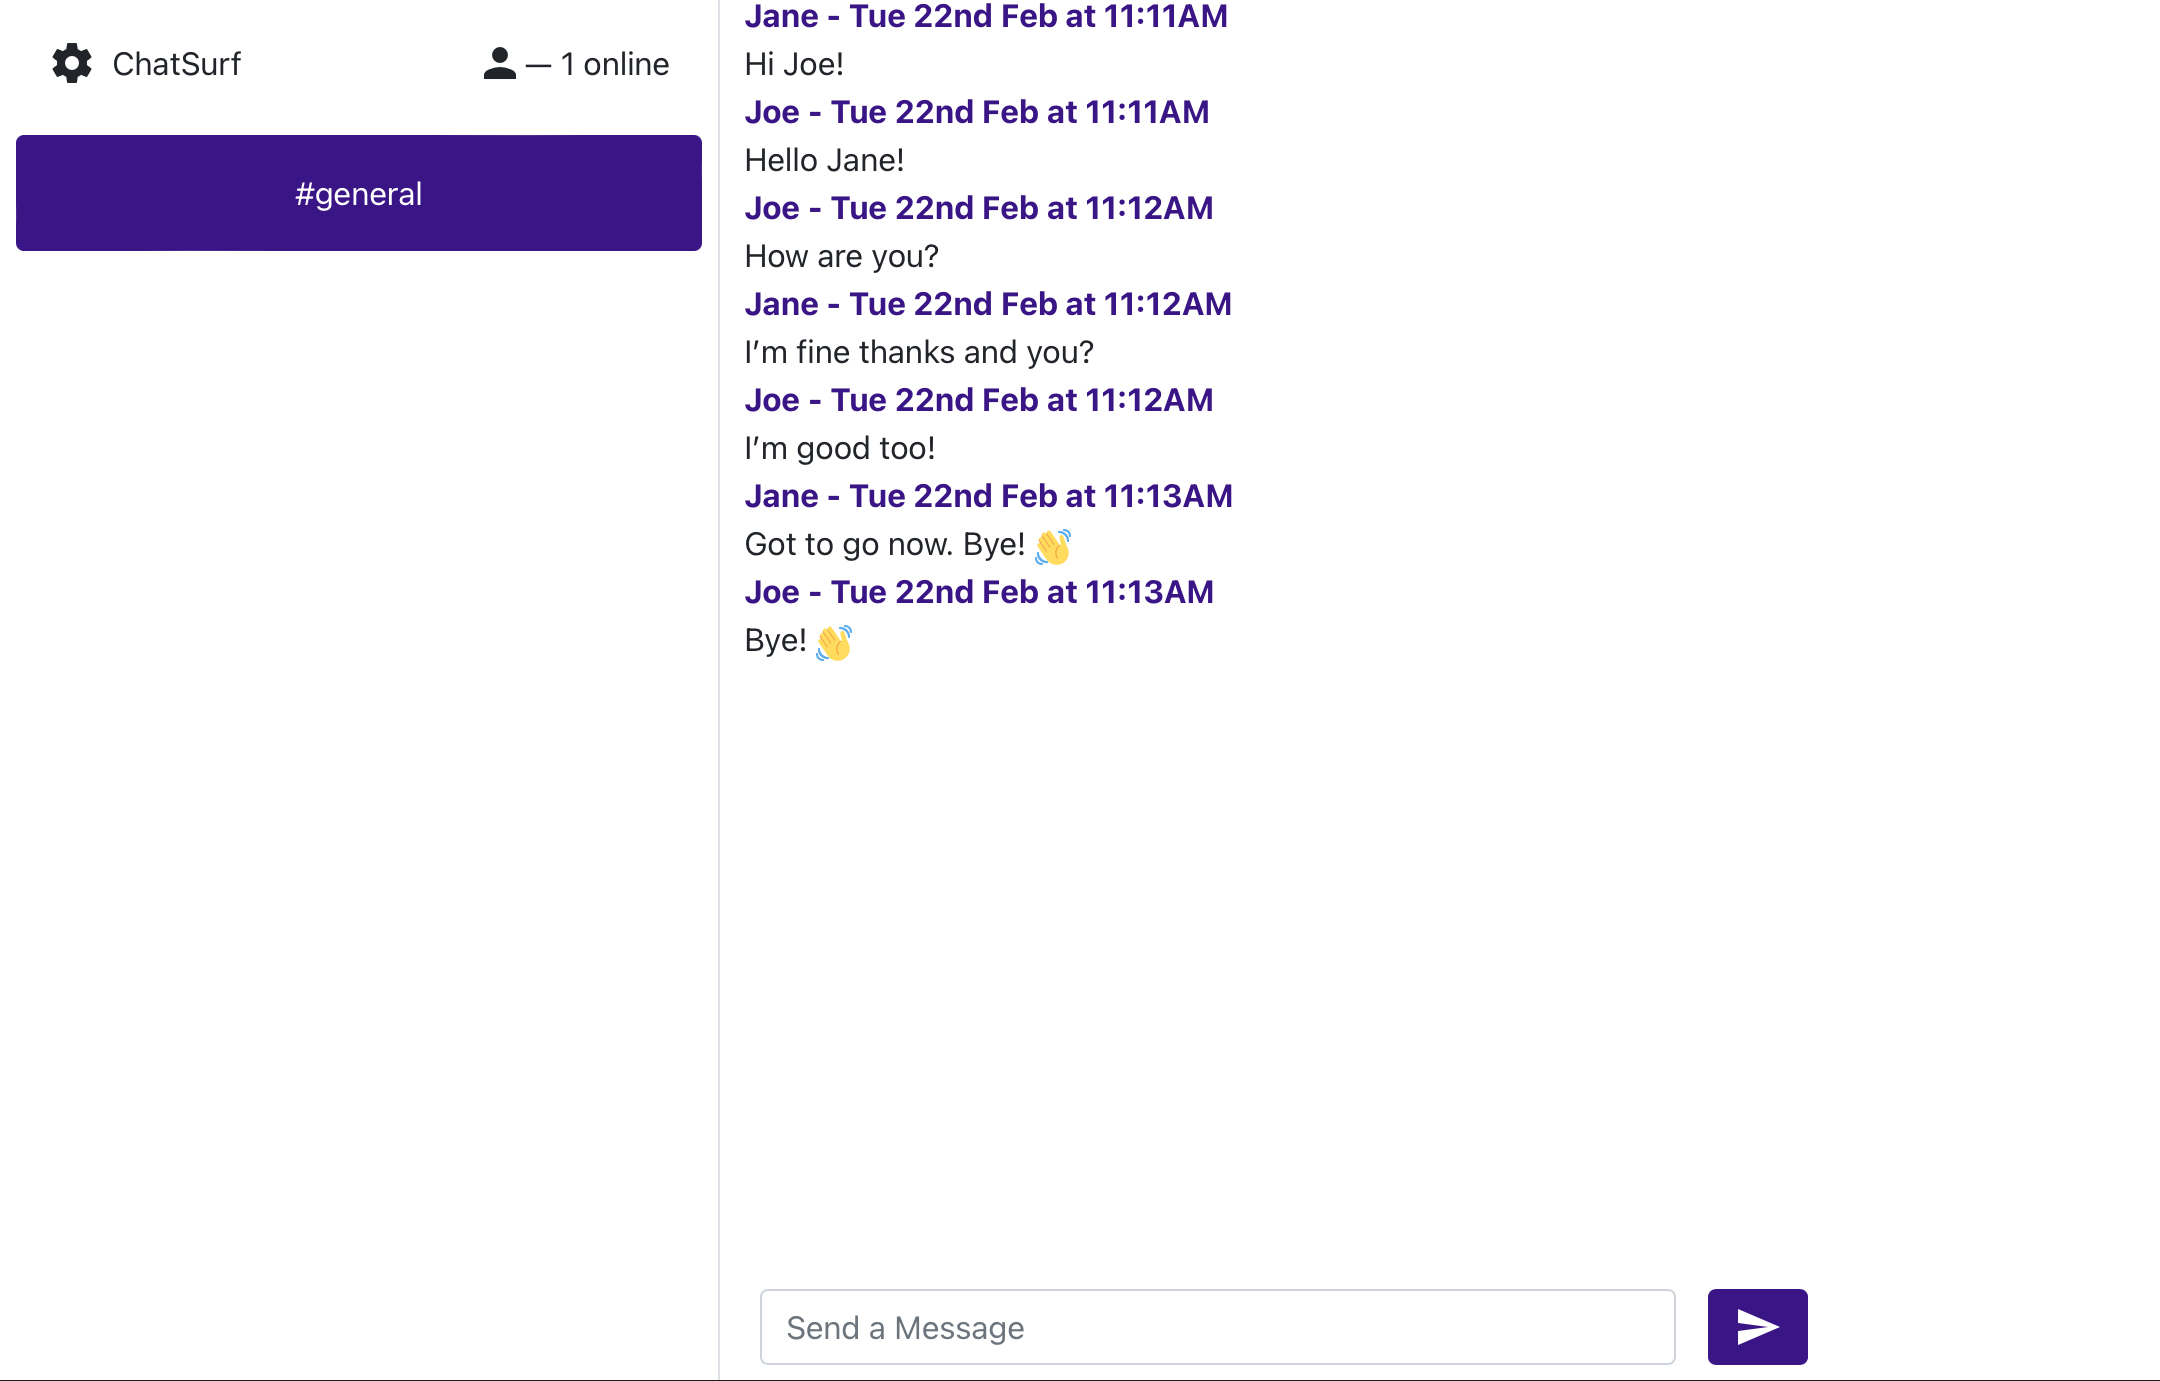 ChatSurf — 1 online
#general
Jane - Tue 22nd Feb at 11:11AM
Hi Joe!
Joe - Tue 22nd Feb at 11:11AM
Hello Jane!
Joe - Tue 22nd Feb at 11:12AM
How are you?
Jane - Tue 22nd Feb at 11:12AM
I’m fine thanks and you?
Joe - Tue 22nd Feb at 11:12AM
I’m good too!
Jane - Tue 22nd Feb at 11:13AM
Got to go now. Bye! 👋
Joe - Tue 22nd Feb at 11:13AM
Bye! 👋
Send a Message